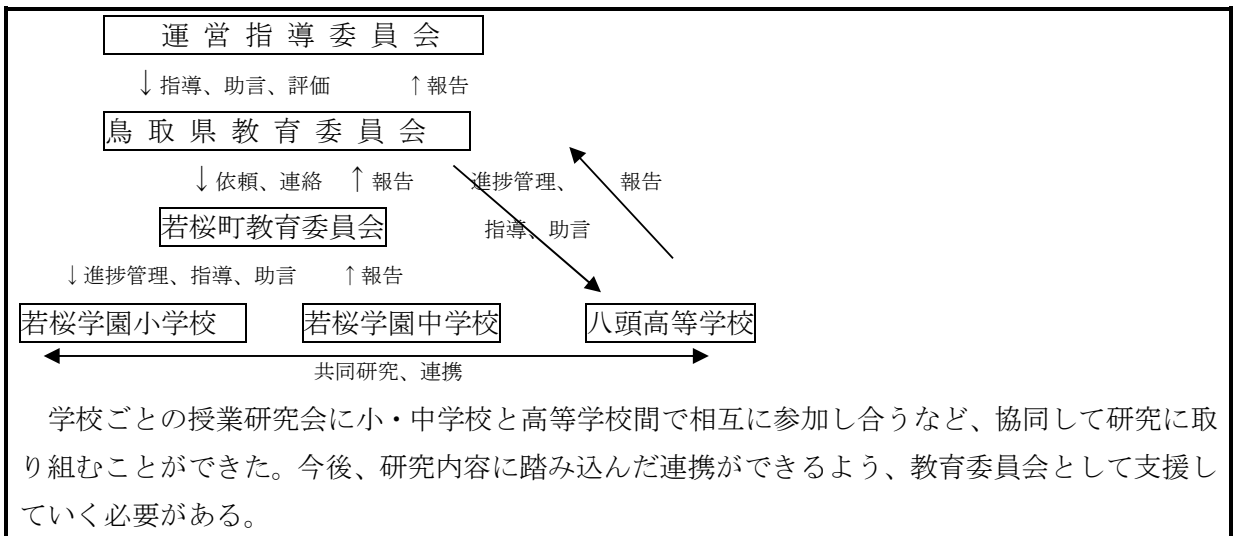 運営指導委員会
↓指導、助言、評価 ↑報告
鳥取県教育委員会
↓依頼、連絡 ↑報告 進捗管理、 報告
若桜町教育委員会 指導、助言
↓進捗管理、指導、助言 ↑報告
若桜学園小学校 若桜学園中学校 八頭高等学校
共同研究、連携
学校ごとの授業研究会に小・中学校と高等学校間で相互に参加し合うなど、協同して研究に取
り組むことができた。今後、研究内容に踏み込んだ連携ができるよう、教育委員会として支援し
ていく必要がある。